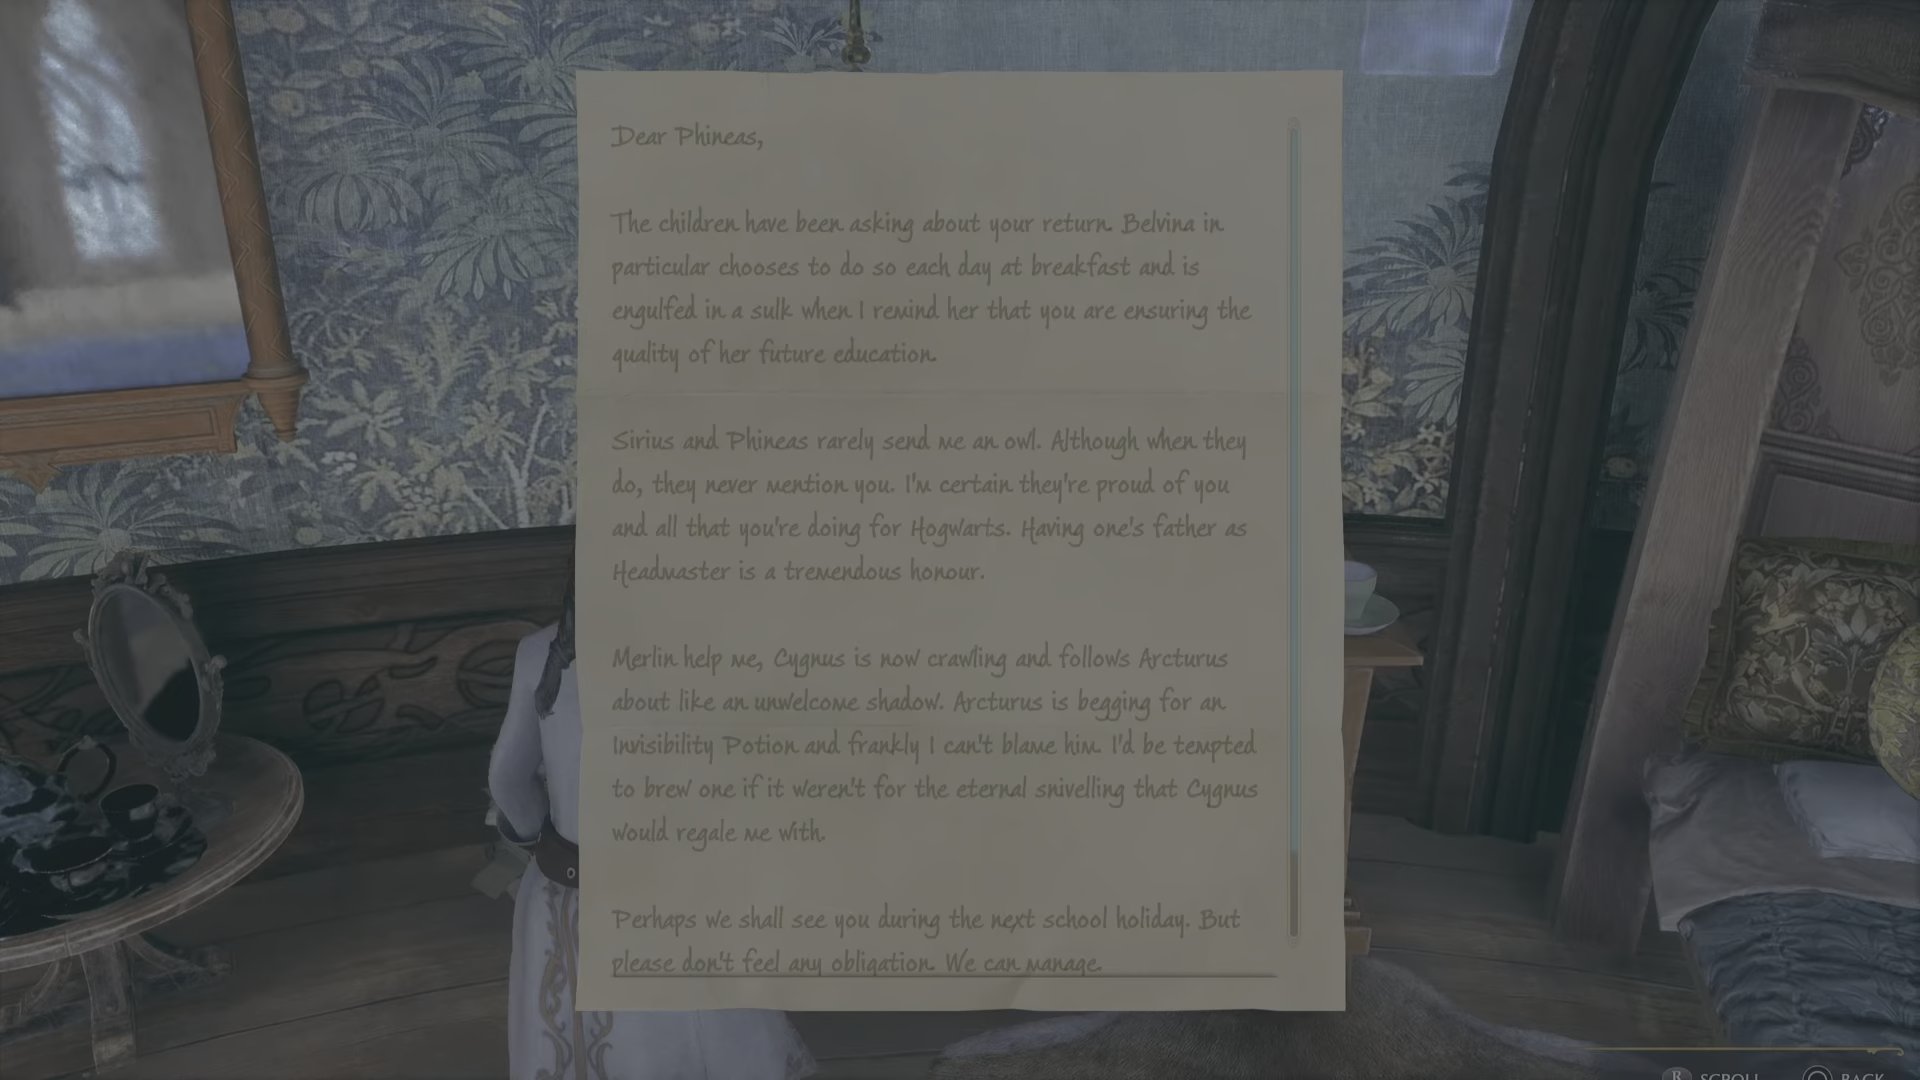 Dear Phineas,
The children have been asking about your return. Belvina in
particular chooses to do so each day at breakfast and is
engulfed in a sulk when I remind her that you are ensuring the
quality of her future education.
Sirius and Phineas rarely send me an owl. Although when they
do, they never mention you. I'm certain they're proud of you
and all that you're doing for Hogwarts. Having one's father as
Headmaster is a tremendous honour.
Merlin help me, Cygnus is now crawling and follows Arcturus
about like an unwelcome shadow. Arcturus is begging for an
Invisibility Potion and frankly I can't blame him. I'd be tempted
to brew one if it weren't for the eternal snivelling that Cygnus
would regale me with.
Perhaps we shall see you during the next school holiday. But
please don't feel any obligation. We can manage.
R SCROLL BACK